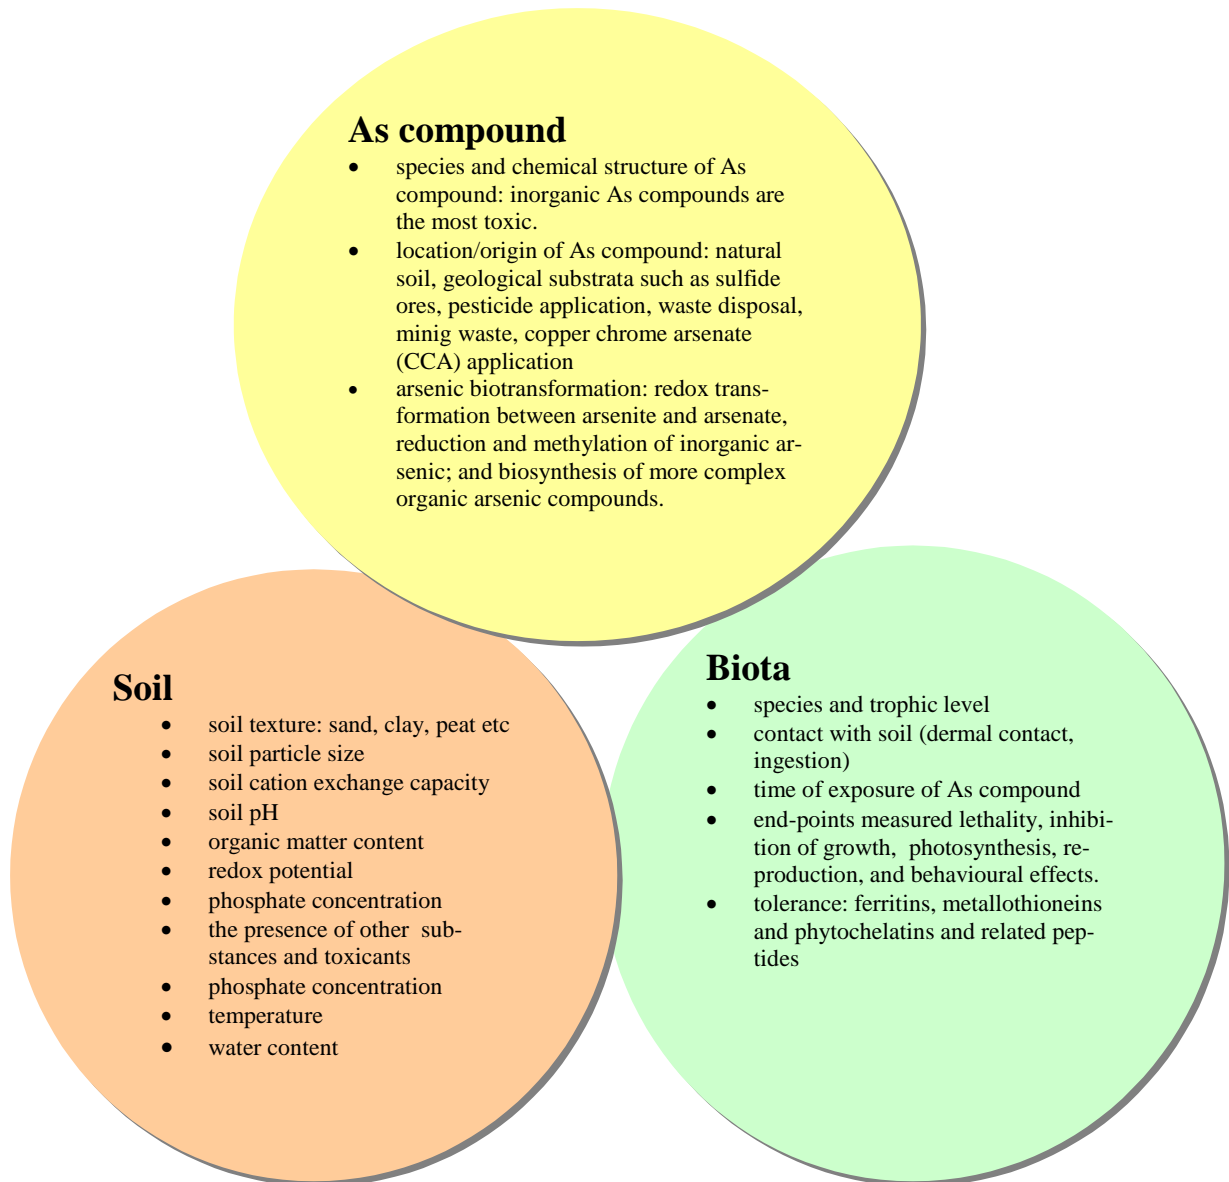 As compound
• species and chemical structure of As
compound: inorganic As compounds are
the most toxic.
• location/origin of As compound: natural
soil, geological substrata such as sulfide
ores, pesticide application, waste disposal,
minig waste, copper chrome arsenate
(CCA) application
• arsenic biotransformation: redox trans-
formation between arsenite and arsenate,
reduction and methylation of inorganic ar-
senic; and biosynthesis of more complex
organic arsenic compounds.
Soil
• soil texture: sand, clay, peat etc
• soil particle size
• soil cation exchange capacity
• soil pH
• organic matter content
• redox potential
• phosphate concentration
• the presence of other sub-
stances and toxicants
• phosphate concentration
• temperature
• water content
Biota
• species and trophic level
• contact with soil (dermal contact,
ingestion)
• time of exposure of As compound
• end-points measured lethality, inhibi-
tion of growth, photosynthesis, re-
production, and behavioural effects.
• tolerance: ferritins, metallothioneins
and phytochelatins and related pep-
tides